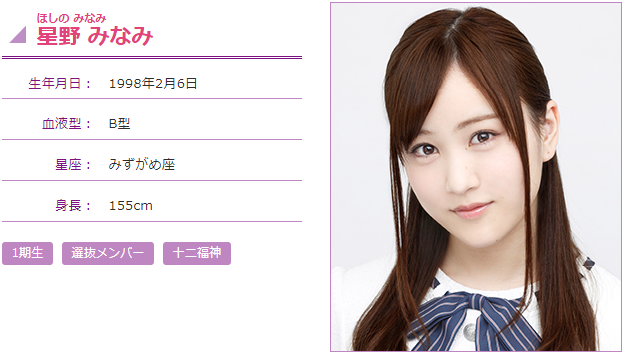 ほしの みなみ
星野 みなみ
生年月日： 1998年2月6日
血液型： B型
星座： みずがめ座
身長： 155cm
1期生 選抜メンバー 十二福神